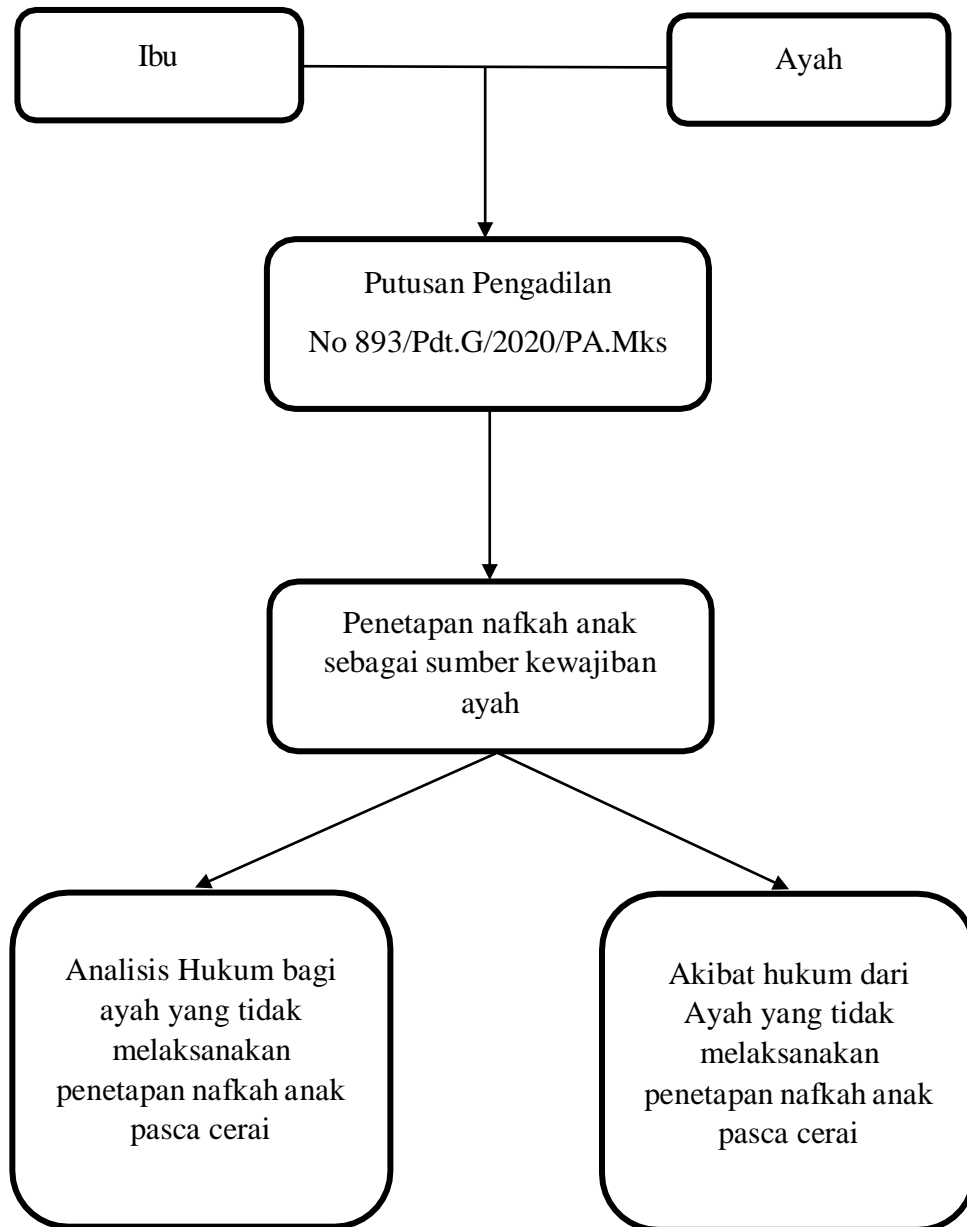 Ibu
Ayah
Putusan Pengadilan
No 893/Pdt.G/2020/PA.Mks
Penetapan nafkah anak
sebagai sumber kewajiban
ayah
Analisis Hukum bagi
ayah yang tidak
melaksanakan
penetapan nafkah anak
pasca cerai
Akibat hukum dari
Ayah yang tidak
melaksanakan
penetapan nafkah anak
pasca cerai